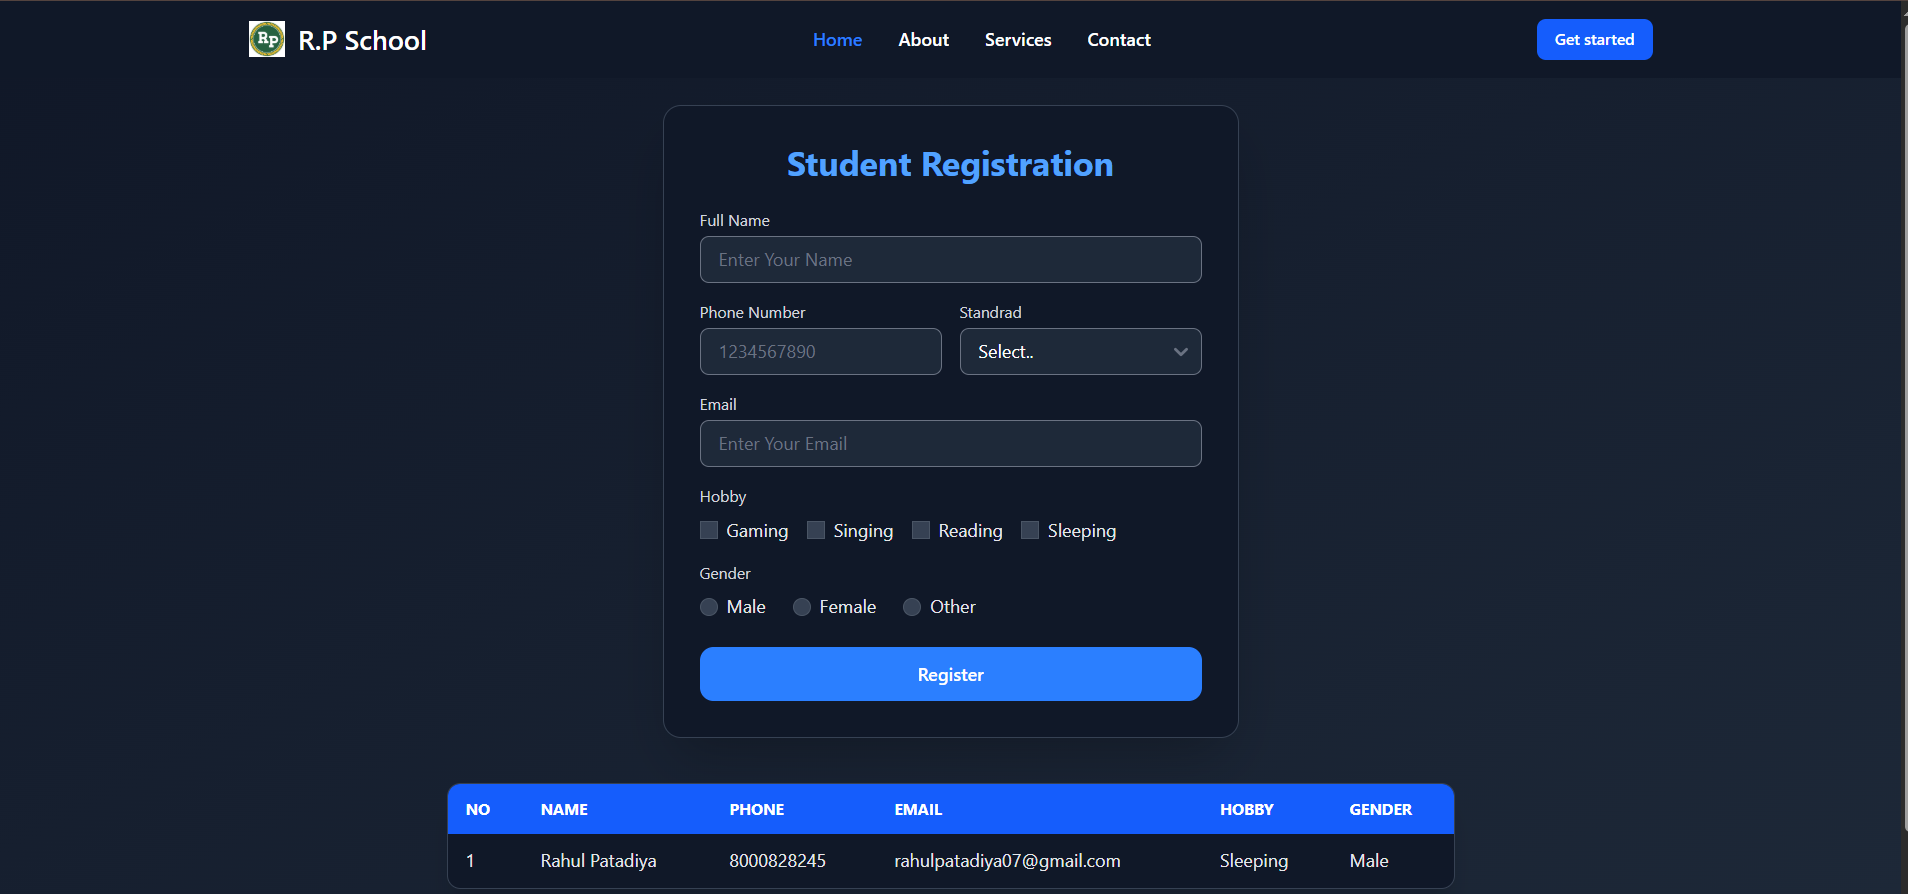 Rp R.P School Home About Services Contact Get started
Student Registration
Full Name
Enter Your Name
Phone Number Standrad
1234567890 Select..
Email
Enter Your Email
Hobby
Gaming Singing Reading Sleeping
Gender
Male Female Other
Register
NO NAME PHONE EMAIL HOBBY GENDER
1 Rahul Patadiya 8000828245 rahulpatadiya07@gmail.com Sleeping Male